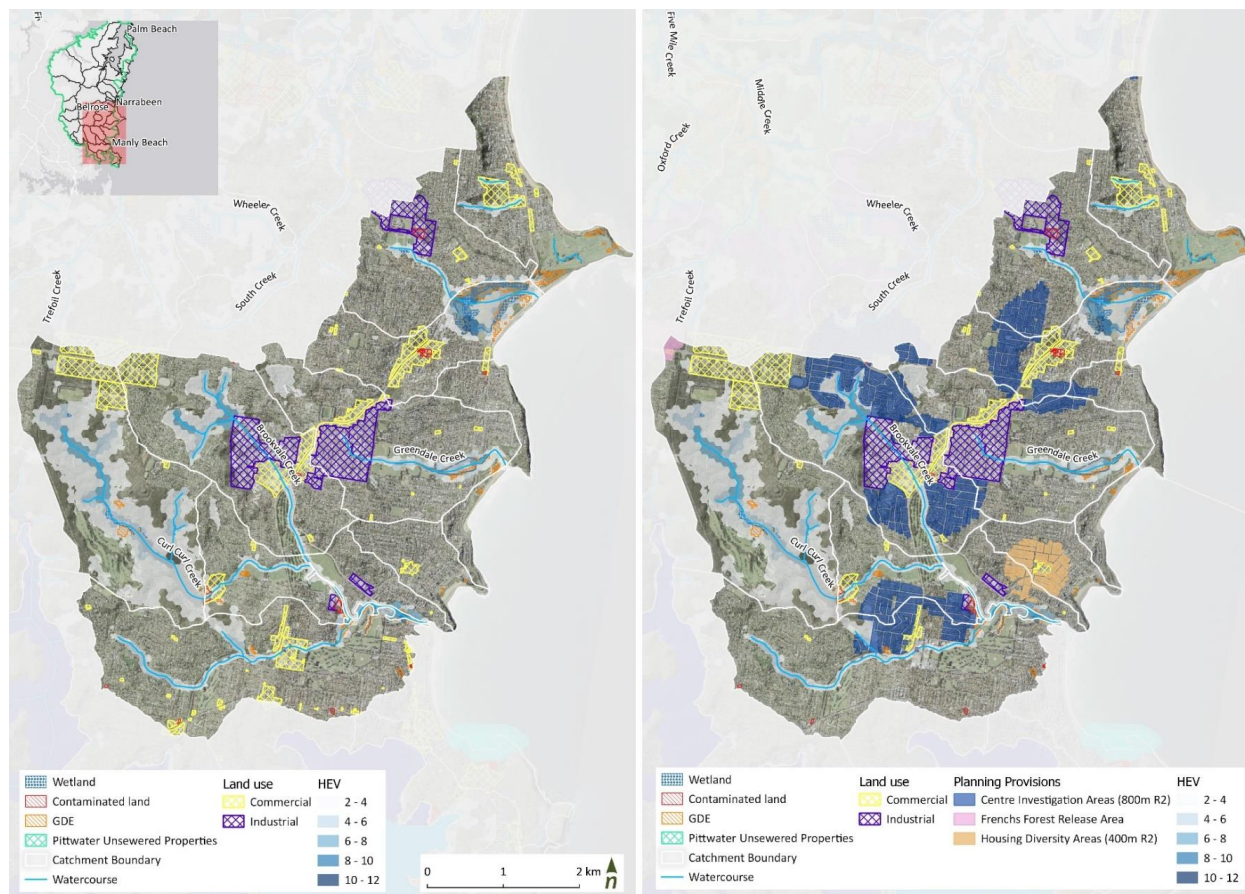 Palm Beach
Narrabeen
Belrose
Manly Beach
Wheeler Creek
South Creek
Trefoil Creek
Brookvale Creek
Greendale Creek
Curl Curl Creek
Wetland
Contaminated land
GDE
Pittwater Unsewered Properties
Catchment Boundary
Watercourse
Land use
Commercial
Industrial
HEV
2 - 4
4 - 6
6 - 8
8 - 10
10 - 12
0 1 2 km
n
Five Mile Creek
Middle Creek
Oxford Creek
Wheeler Creek
South Creek
Trefoil Creek
Brookvale Creek
Greendale Creek
Curl Curl Creek
Wetland
Contaminated land
GDE
Pittwater Unsewered Properties
Catchment Boundary
Watercourse
Land use
Commercial
Industrial
Planning Provisions
Centre Investigation Areas (800m R2)
Frenchs Forest Release Area
Housing Diversity Areas (400m R2)
HEV
2 - 4
4 - 6
6 - 8
8 - 10
10 - 12